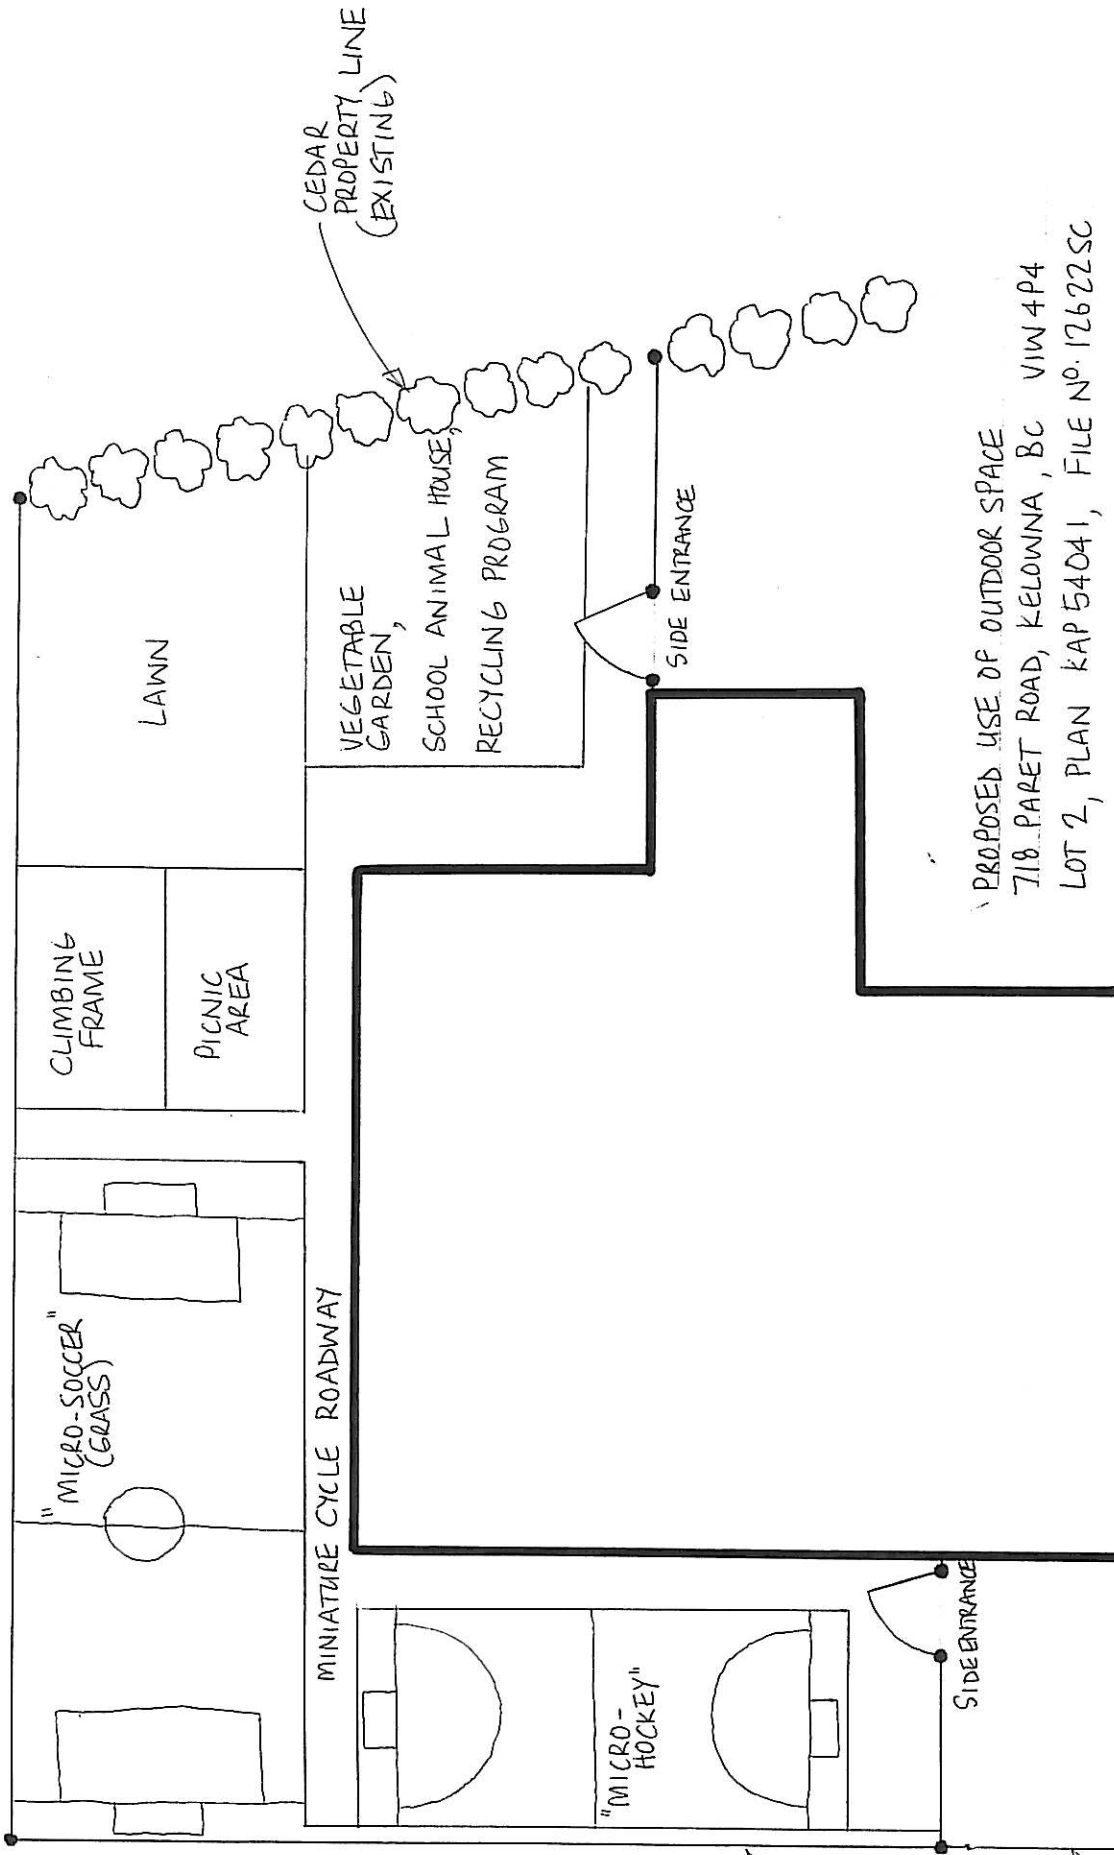 "MICRO-SOCCER"
(GRASS)
CLIMBING
FRAME
PICNIC
AREA
LAWN
CEDAR
PROPERTY LINE
(EXISTING)
MINIATURE CYCLE ROADWAY
VEGETABLE
GARDEN,
SCHOOL ANIMAL HOUSE,
RECYCLING PROGRAM
"MICRO-
HOCKEY"
SIDE ENTRANCE
SIDE ENTRANCE
PROPOSED USE OF OUTDOOR SPACE
718 PARET ROAD, KELOWNA, BC V1W 4P4
LOT 2, PLAN KAP 54041, FILE Nº. 12622SC